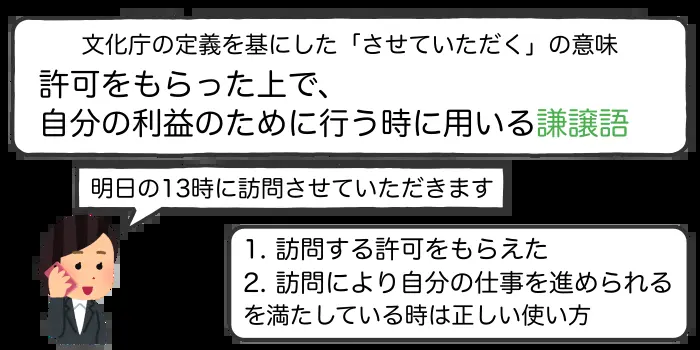 文化庁の定義を基にした「させていただく」の意味
許可をもらった上で、
自分の利益のために行う時に用いる謙譲語
明日の13時に訪問させていただきます
1. 訪問する許可をもらえた
2. 訪問により自分の仕事を進められる
を満たしている時は正しい使い方